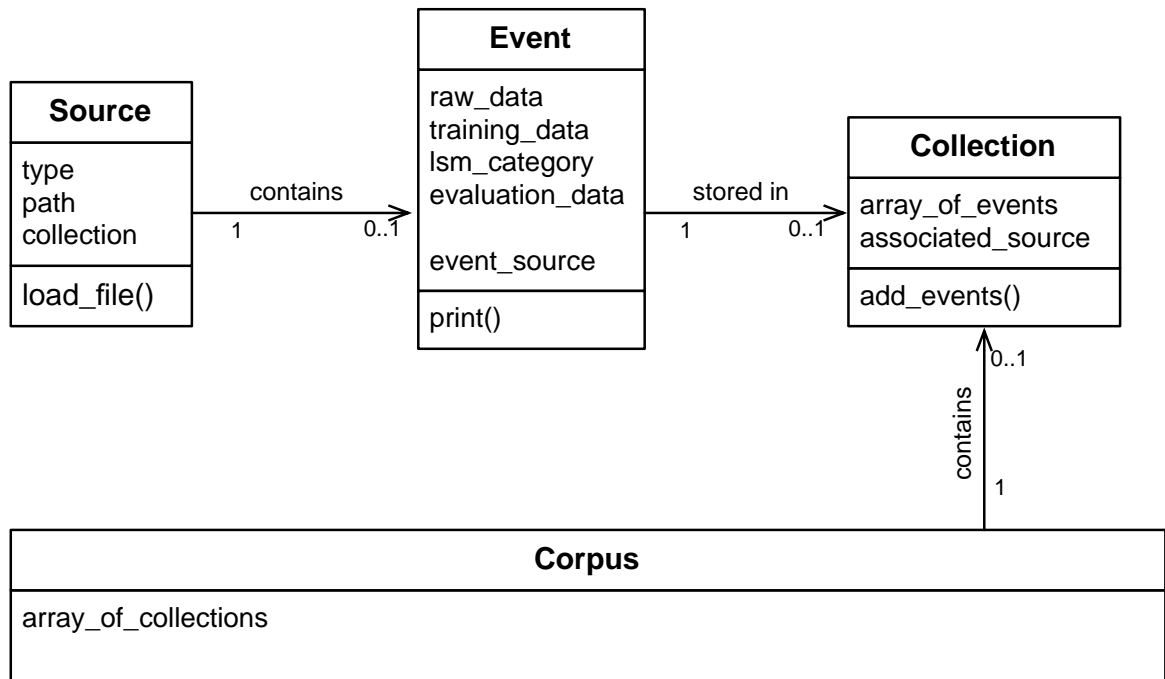 Source
type
path
collection
load_file()
contains
1
0..1
Event
raw_data
training_data
lsm_category
evaluation_data
event_source
print()
stored in
1
0..1
Collection
array_of_events
associated_source
add_events()
0..1
contains
1
Corpus
array_of_collections